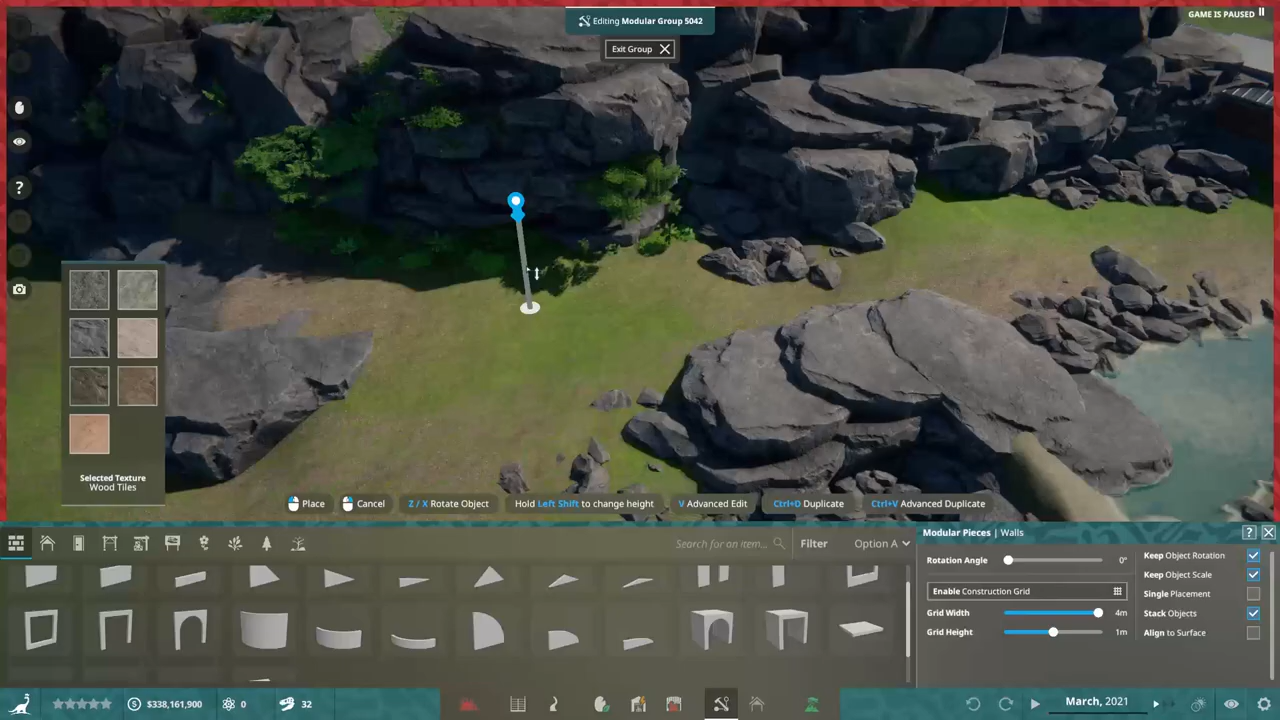 Editing Modular Group 5042
GAME IS PAUSED
Exit Group
?
Selected Texture
Wood Tiles
Place
Cancel
Z / X Rotate Object
Hold Left Shift to change height
V Advanced Edit
Ctrl+D Duplicate
Ctrl+V Advanced Duplicate
Search for an item...
Filter
Option A
Modular Pieces | Walls
?
Rotation Angle
0°
Enable Construction Grid
Grid Width
4m
Grid Height
1m
Keep Object Rotation
Keep Object Scale
Single Placement
Stack Objects
Align to Surface
$338,161,900
0
32
March, 2021